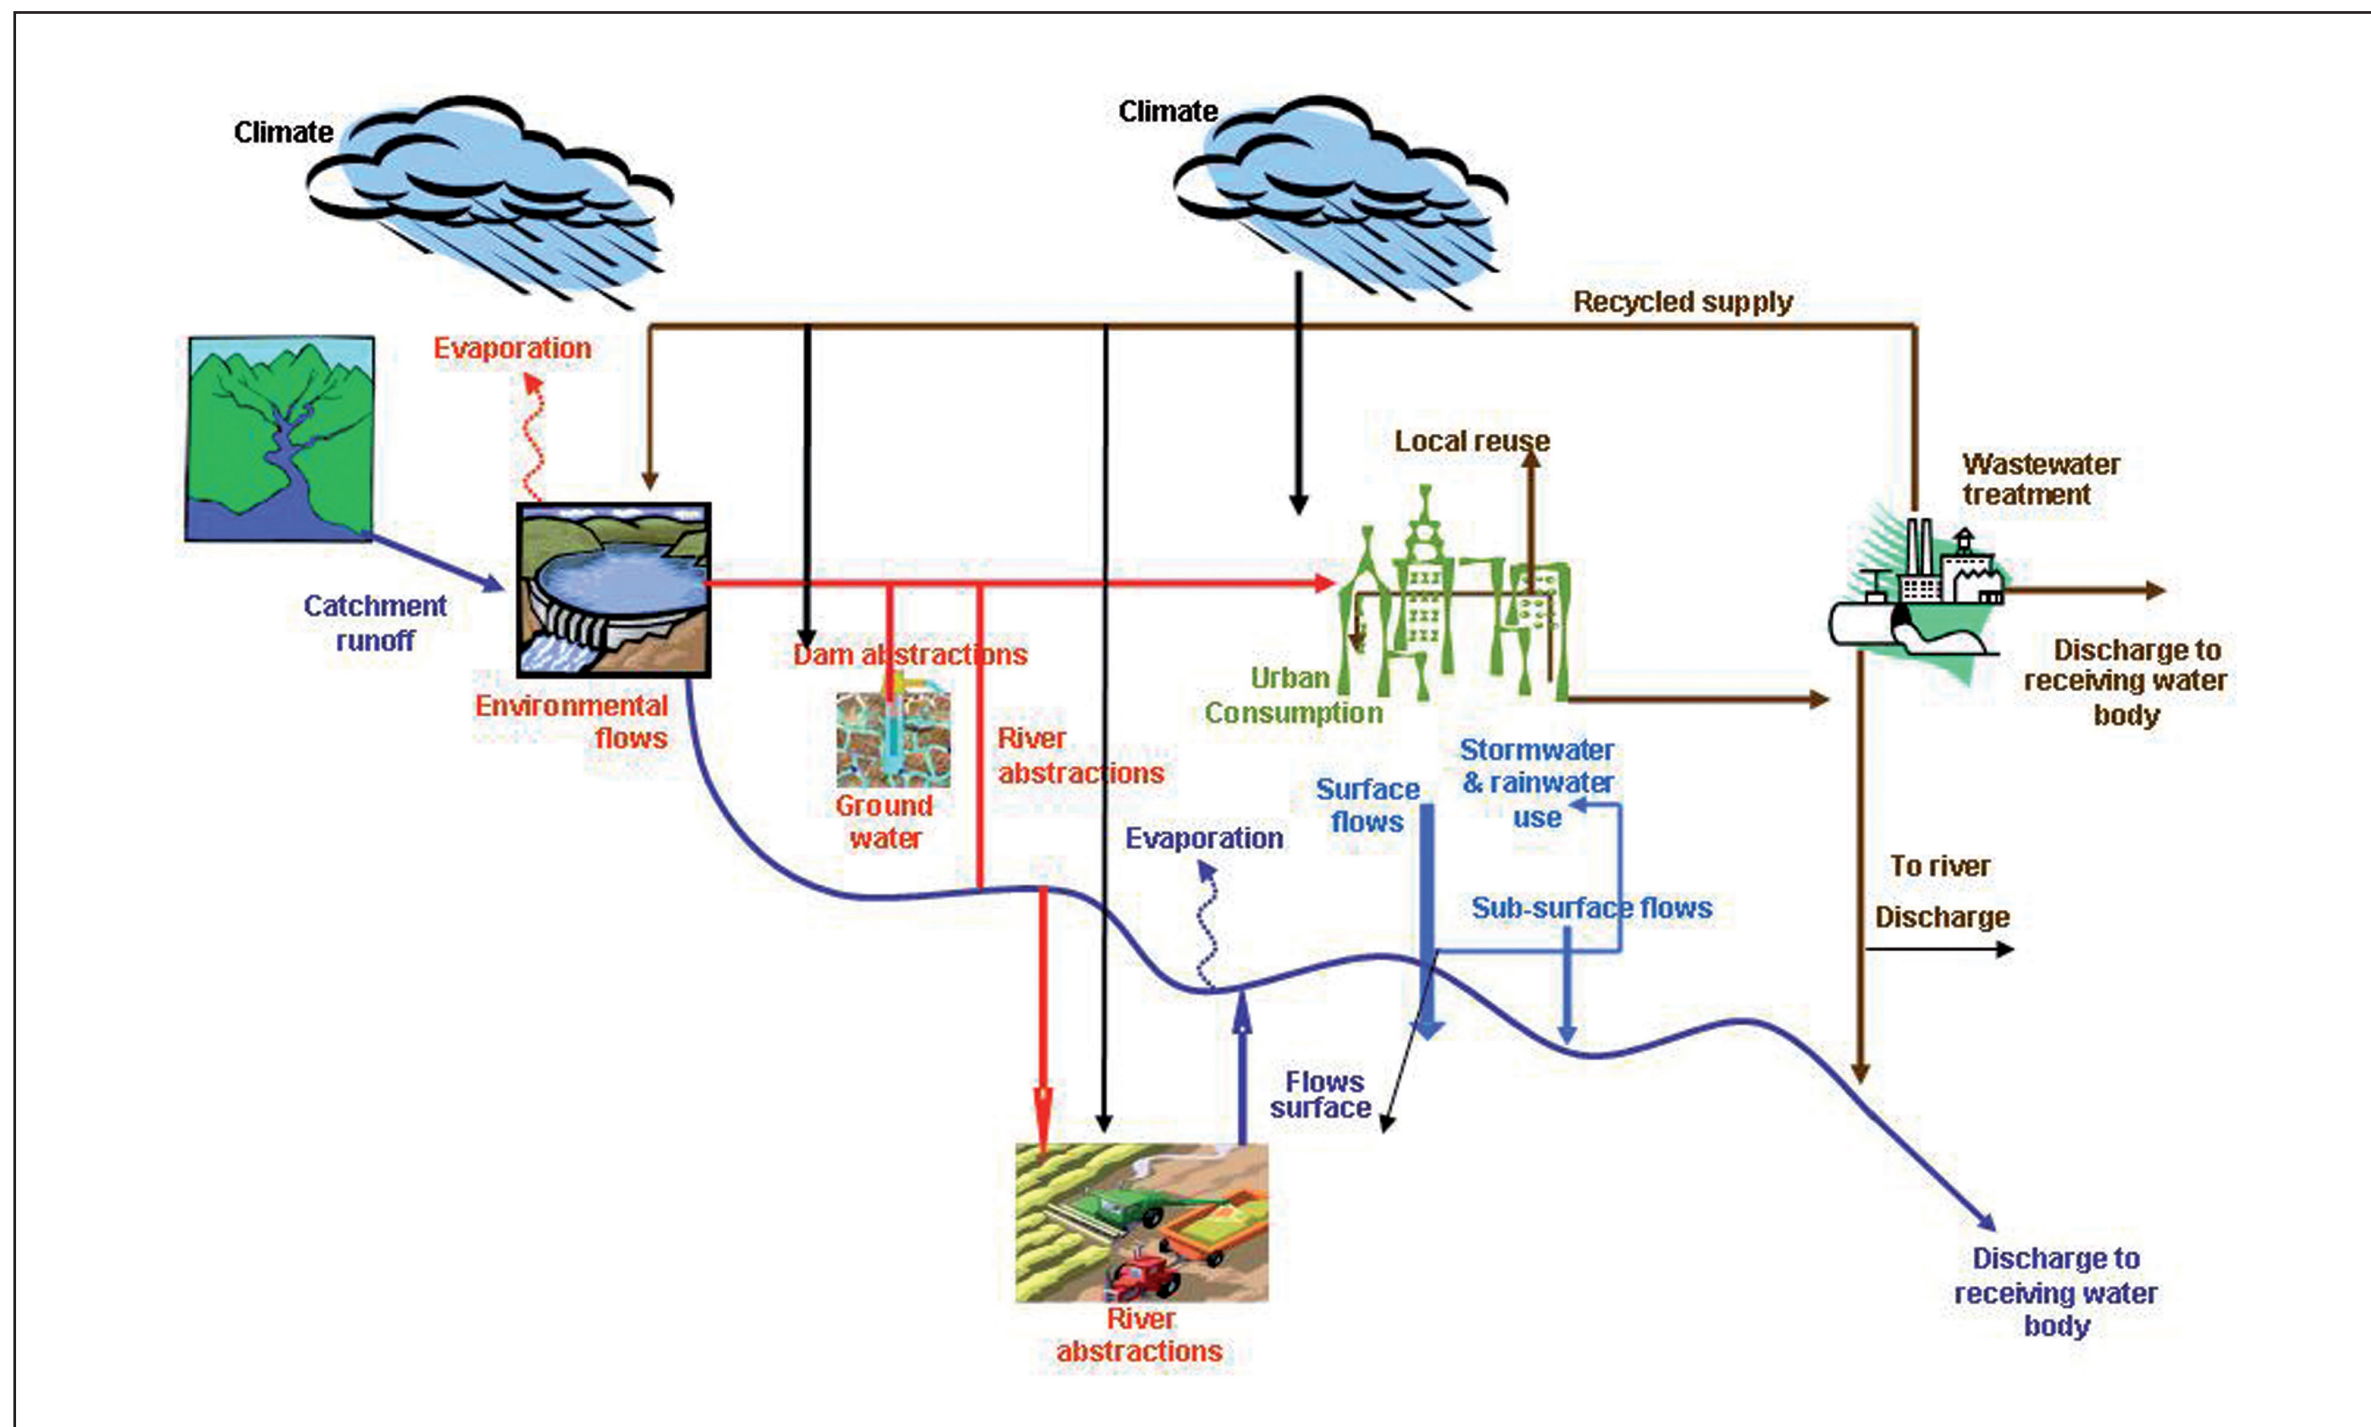 Climate
Climate
Recycled supply
Evaporation
Local reuse
Wastewater
treatment
Catchment
runoff
Dam abstractions
Environmental
flows
Urban
Consumption
Discharge to
receiving water
body
River
abstractions
Ground
water
Stormwater
& rainwater
use
Surface
flows
Evaporation
Sub-surface flows
To river
Discharge
Flows
surface
Discharge to
receiving water
body
River
abstractions